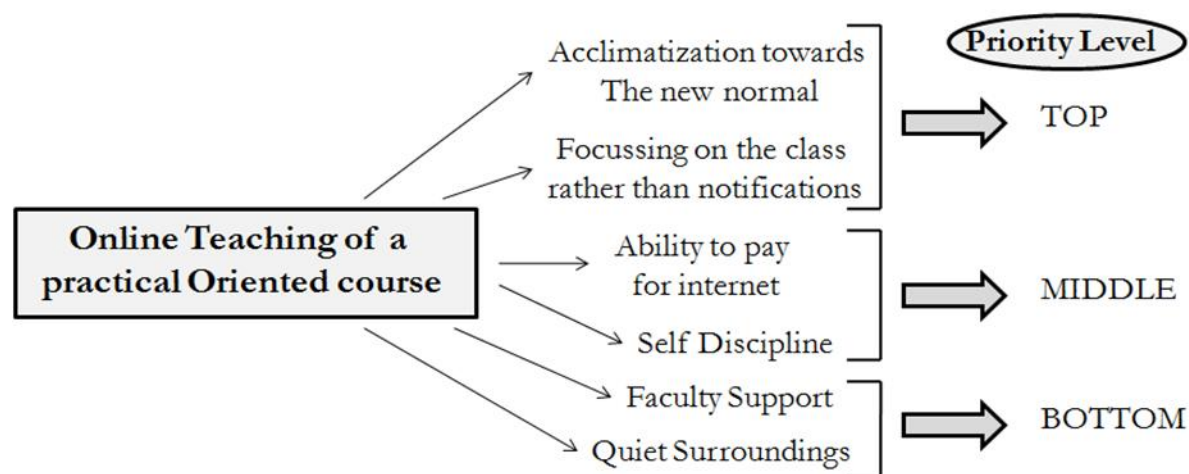 Priority Level
Acclimatization towards
The new normal
TOP
Focussing on the class
rather than notifications
Online Teaching of a
practical Oriented course
Ability to pay
for internet
MIDDLE
Self Discipline
Faculty Support
BOTTOM
Quiet Surroundings